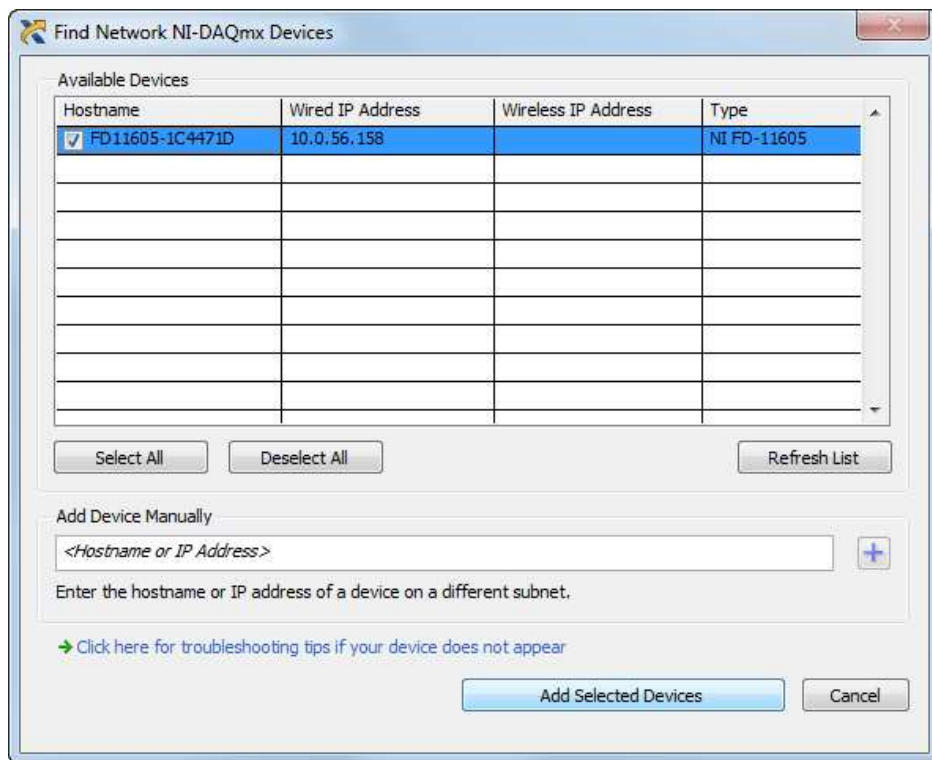 Find Network NI-DAQmx Devices
Available Devices
Hostname Wired IP Address Wireless IP Address Type
FD11605-1C4471D 10.0.56.158 NI FD-11605
Select All Deselect All Refresh List
Add Device Manually
<Hostname or IP Address>
Enter the hostname or IP address of a device on a different subnet.
Click here for troubleshooting tips if your device does not appear
Add Selected Devices Cancel